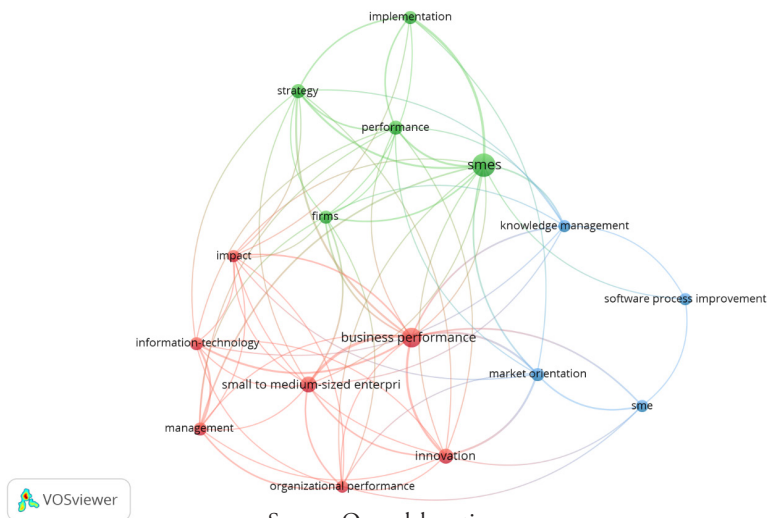 implementation
strategy
performance
smes
firms
knowledge management
impact
software process improvement
information-technology
business performance
market orientation
small to medium-sized enterpri
sme
management
innovation
organizational performance
VOSviewer